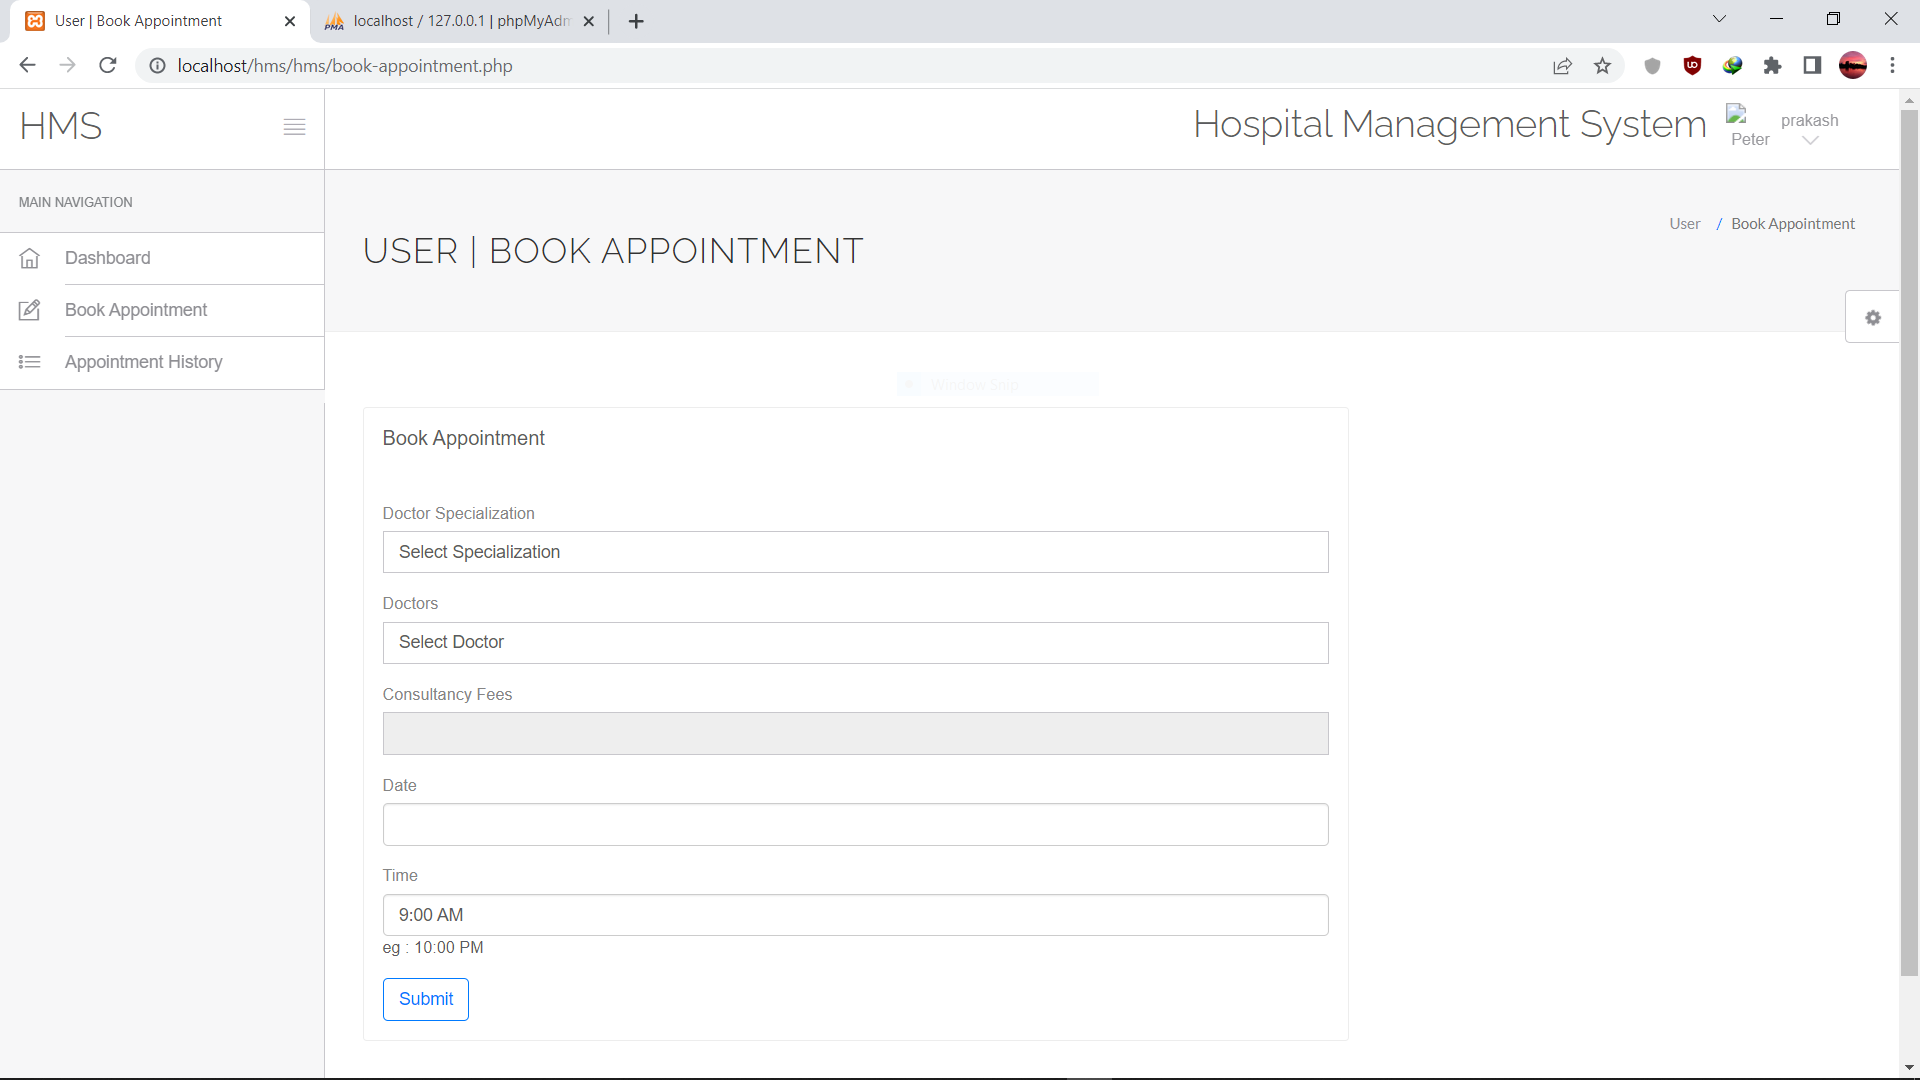 User | Book Appointment
localhost / 127.0.0.1 | phpMyAdm
localhost/hms/hms/book-appointment.php
HMS
Hospital Management System
Peter
prakash
MAIN NAVIGATION
Dashboard
Book Appointment
Appointment History
USER | BOOK APPOINTMENT
User / Book Appointment
Window Snip
Book Appointment
Doctor Specialization
Select Specialization
Doctors
Select Doctor
Consultancy Fees
Date
Time
9:00 AM
eg : 10:00 PM
Submit